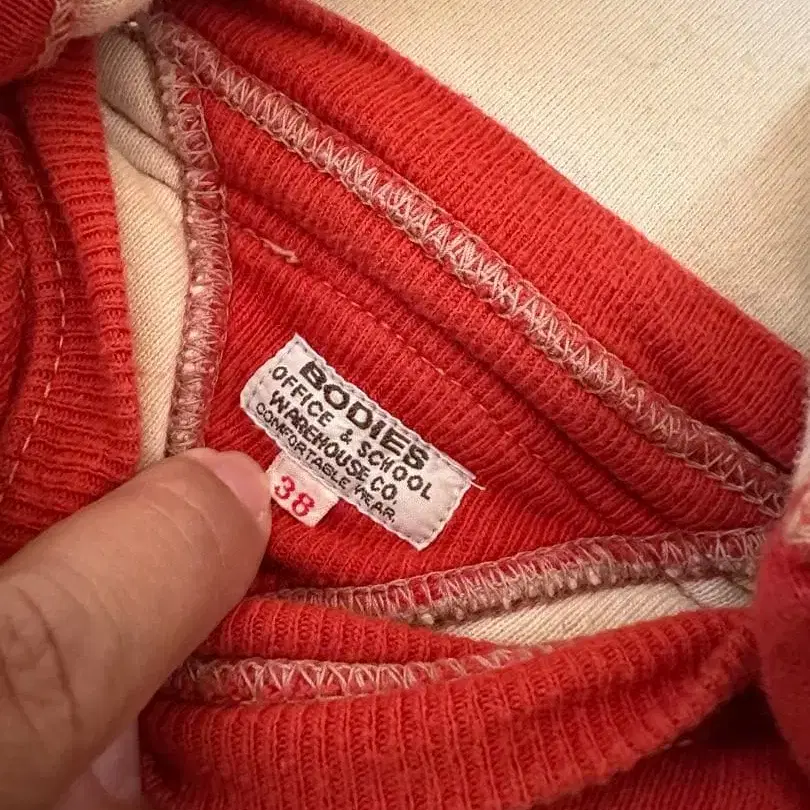 BODIES
OFFICE & SCHOOL
WAREHOUSE CO.
COMFORTABLE WEAR.
38